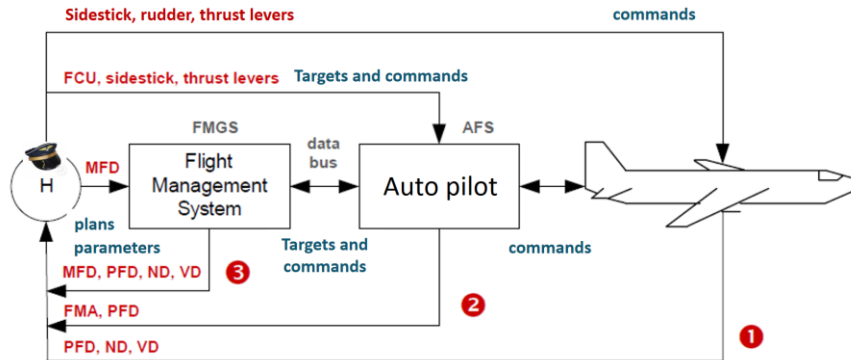 Sidestick, rudder, thrust levers
commands
FCU, sidestick, thrust levers
Targets and commands
FMGS
data
bus
AFS
H
MFD
Flight
Management
System
Auto pilot
plans
parameters
Targets and
commands
commands
MFD, PFD, ND, VD
3
FMA, PFD
2
PFD, ND, VD
1